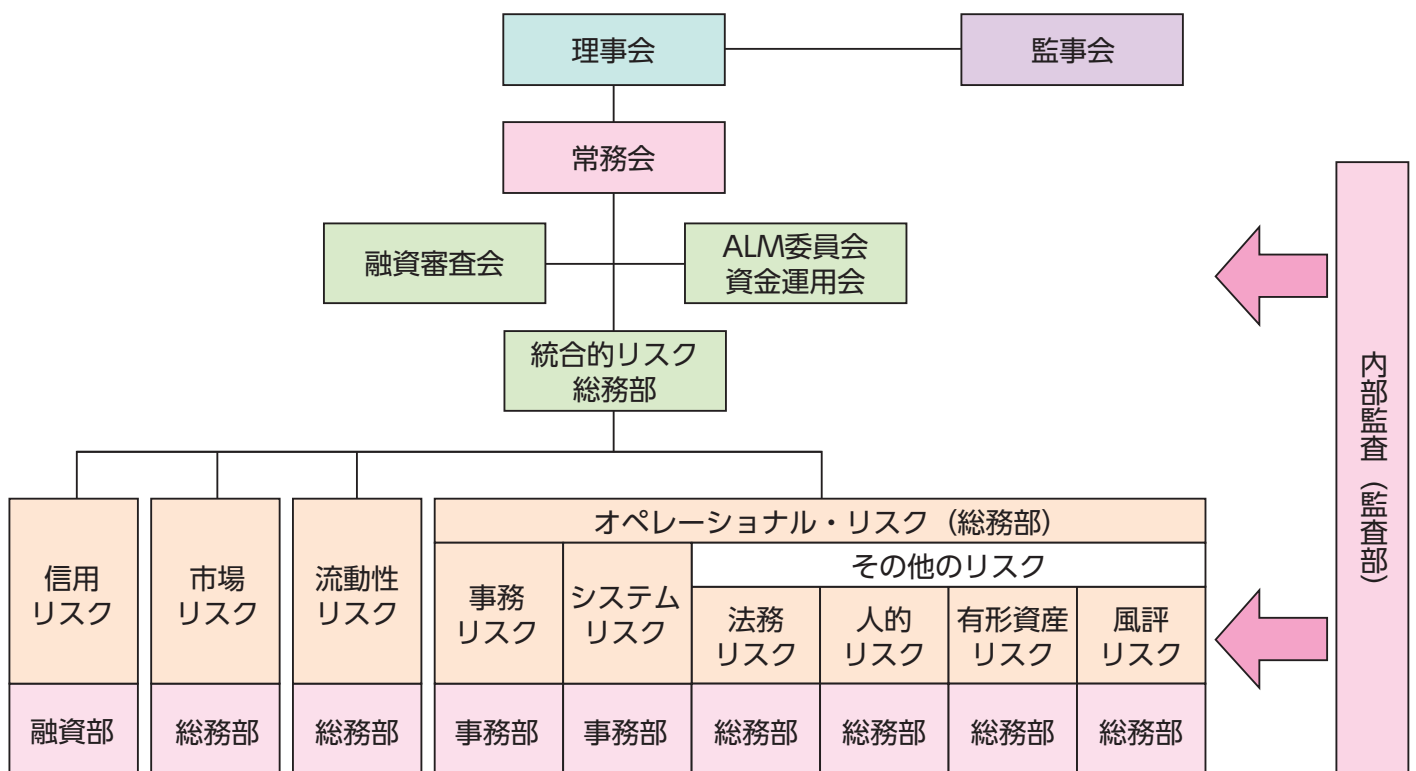 理事会
監事会
常務会
融資審査会
ALM委員会
資金運用会
統合的リスク
総務部
内部監査（監査部）
オペレーショナル・リスク（総務部）
その他のリスク
信用
リスク
市場
リスク
流動性
リスク
事務
リスク
システム
リスク
法務
リスク
人的
リスク
有形資産
リスク
風評
リスク
融資部
総務部
総務部
事務部
事務部
総務部
総務部
総務部
総務部